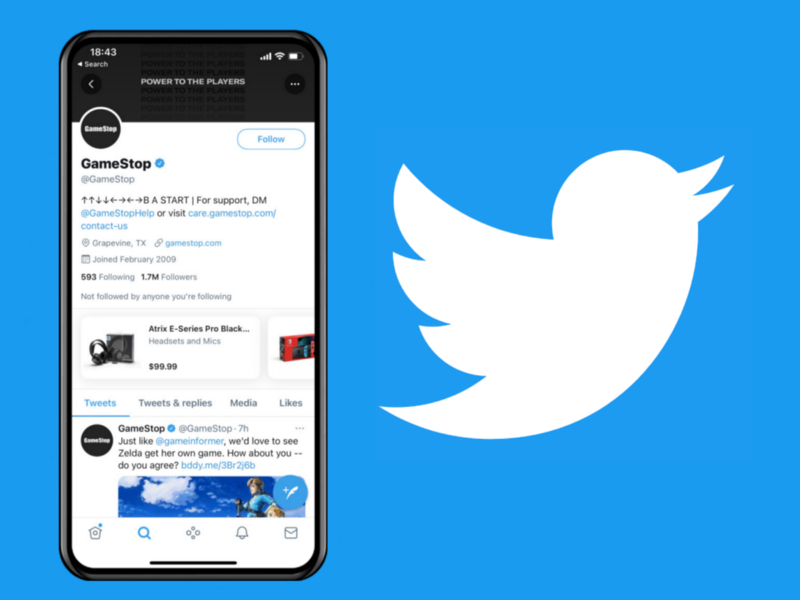 18:43
◂ Search
POWER TO THE PLAYERS
POWER TO THE PLAYERS
POWER TO THE PLAYERS
POWER TO THE PLAYERS
POWER TO THE PLAYERS
POWER TO THE PLAYERS
GameStop
Follow
GameStop
@GameStop
↑↑↓↓←→←→B A START | For support, DM
@GameStopHelp or visit care.gamestop.com/
contact-us
Grapevine, TX gamestop.com
Joined February 2009
593 Following 1.7M Followers
Not followed by anyone you're following
Atrix E-Series Pro Black...
Headsets and Mics
$99.99
Tweets Tweets & replies Media Likes
GameStop @GameStop · 7h
GameStop
Just like @gameinformer, we'd love to see
Zelda get her own game. How about you --
do you agree? bddy.me/3Br2j6b